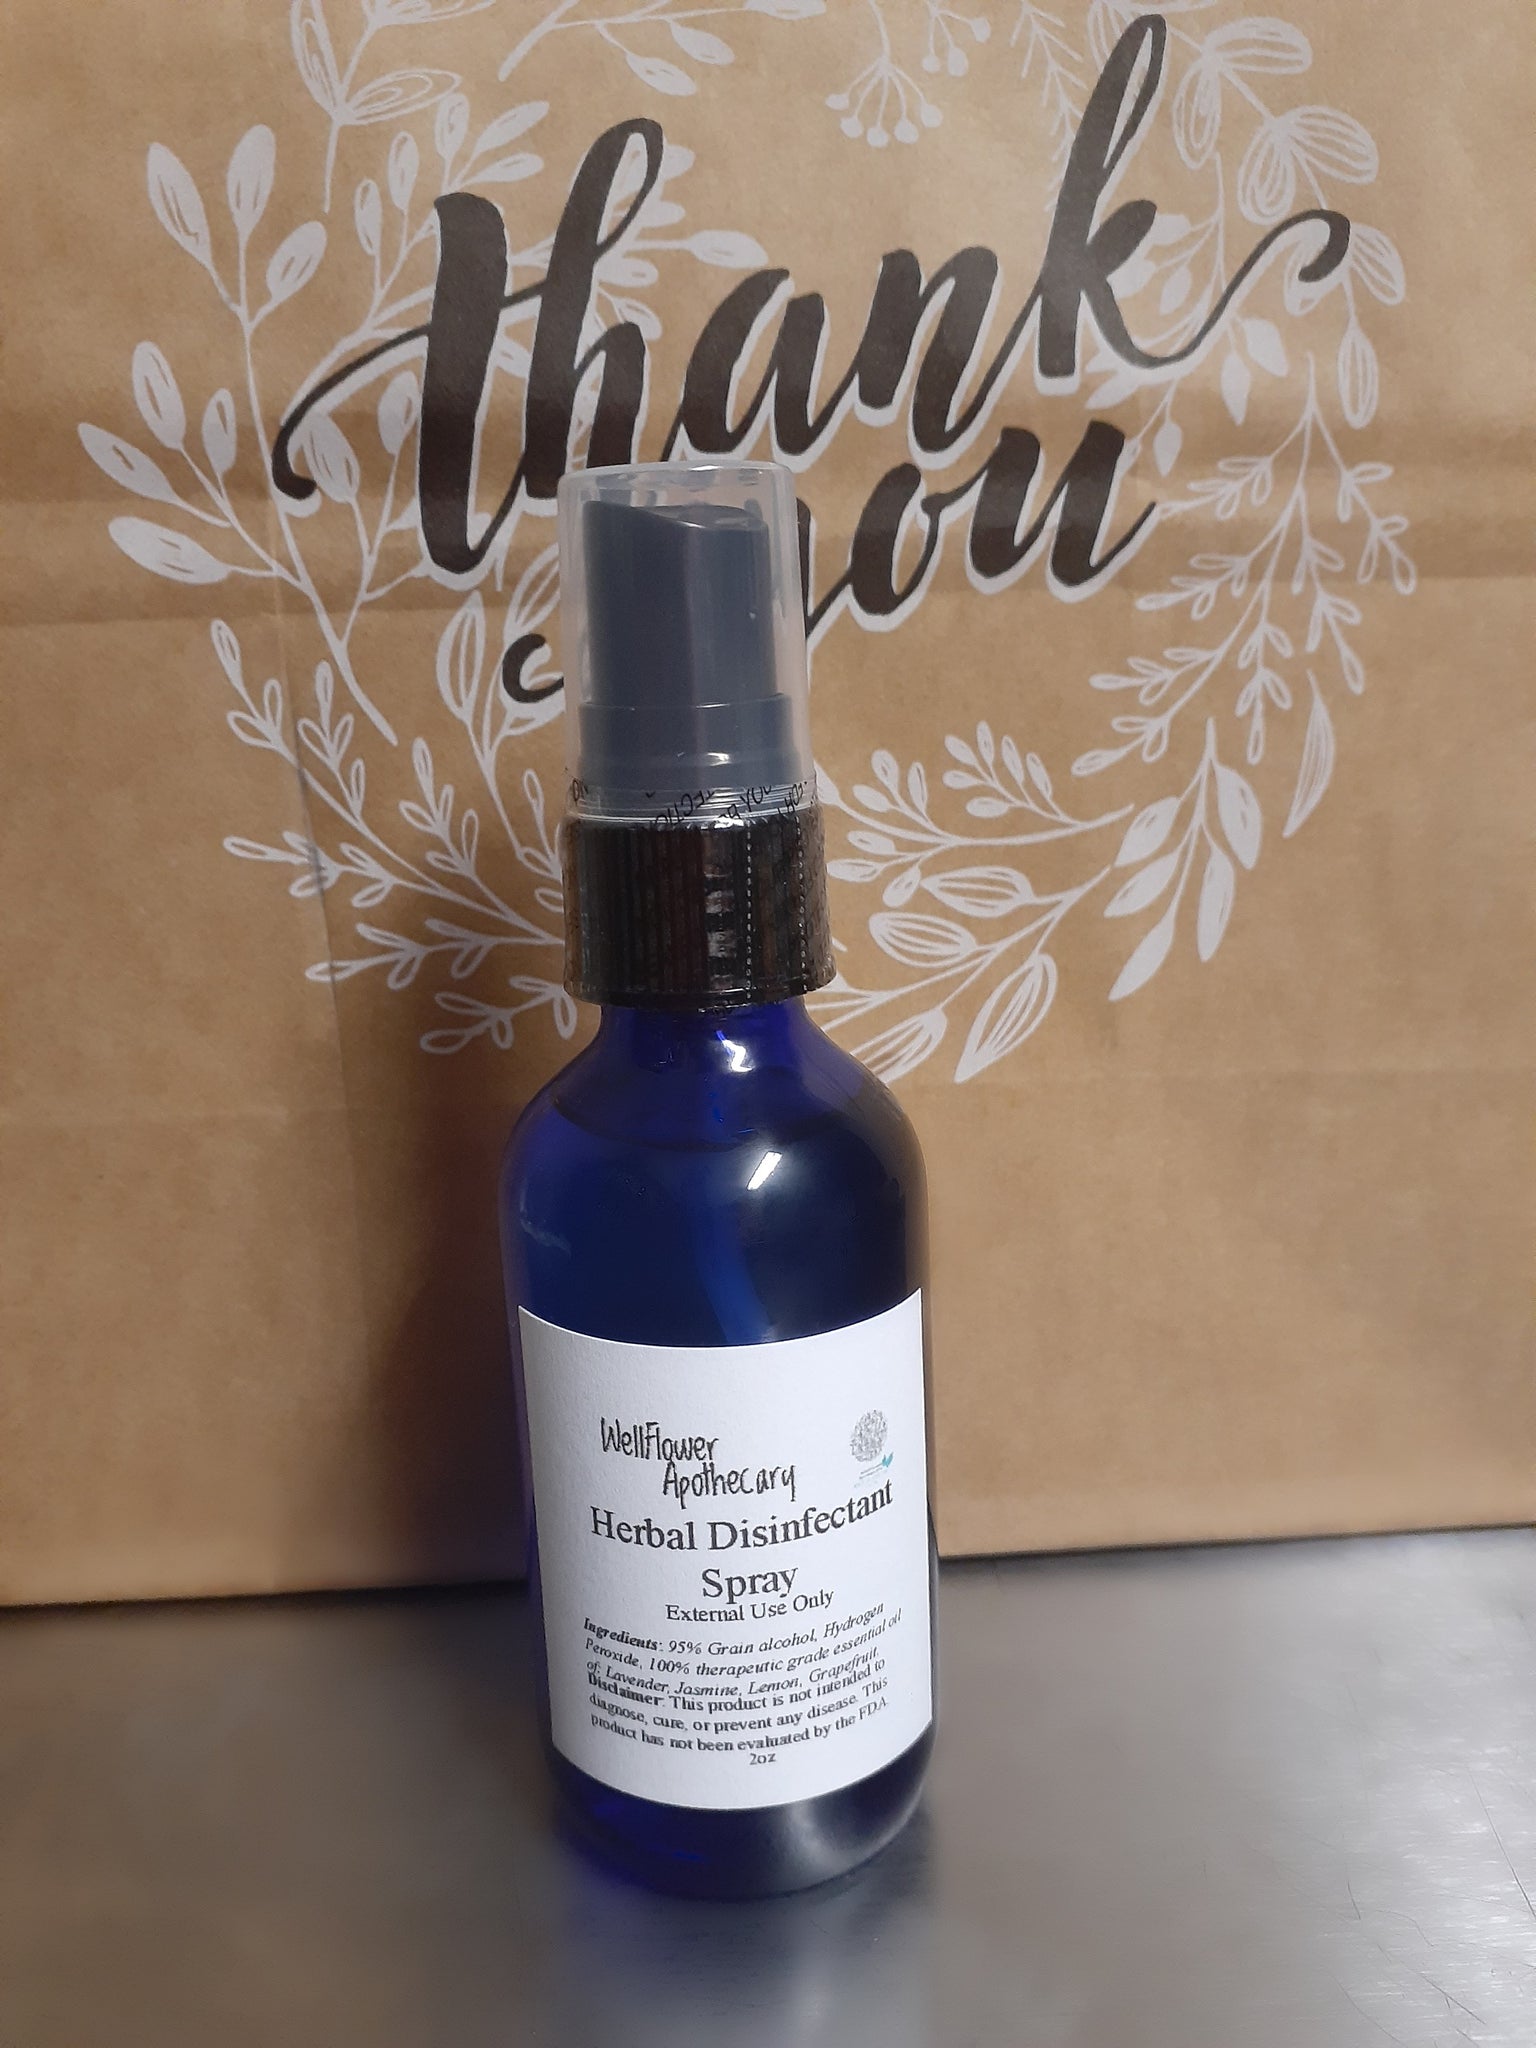 thank
you
WellFlower
Apothecary
Herbal Disinfectant
Spray
External Use Only
Ingredients: 95% Grain alcohol, Hydrogen
Peroxide, 100% therapeutic grade essential oil
of: Lavender, Jasmine, Lemon, Grapefruit.
Disclaimer: This product is not intended to
diagnose, cure, or prevent any disease. This
product has not been evaluated by the FDA
2oz